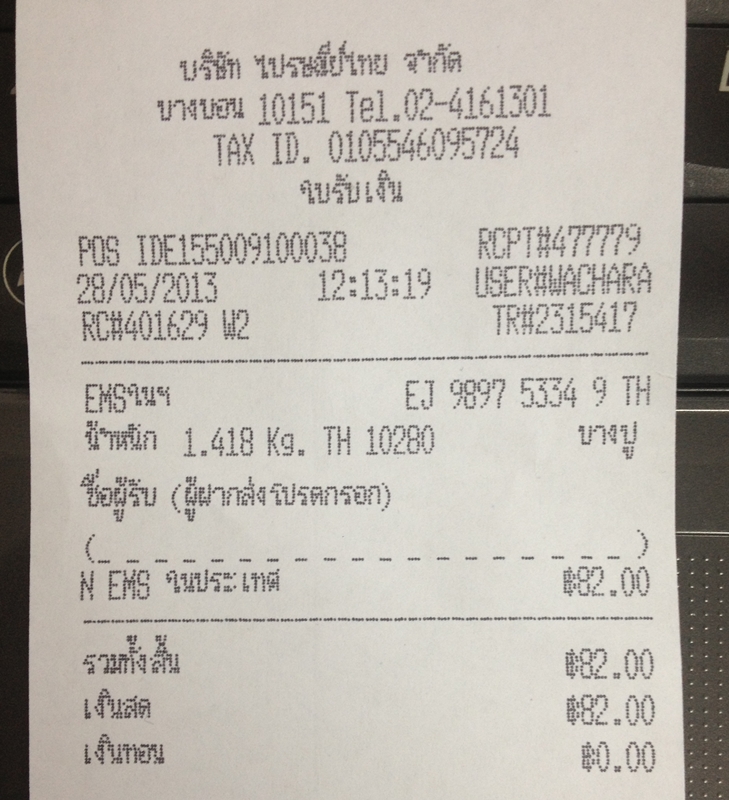 บริษัท ไปรษณีย์ไทย จำกัด
บางบอน 10151 Tel.02-4161301
TAX ID. 0105546095724
ใบรับเงิน
POS IDE155009100038 RCPT#477779
28/05/2013 12:13:19 USER#WACHARA
RC#401629 W2 TR#2315417
EMSในฯ EJ 9897 5334 9 TH
น้ำหนัก 1.418 Kg. TH 10280 บางปู
ชื่อผู้รับ (ผู้ฝากส่งโปรดกรอก)
(_ _ _ _ _ _ _ _ _ _ _ _ _ _ _ _ _ _ _)
N EMS ในประเทศ ฿82.00
รวมทั้งสิ้น ฿82.00
เงินสด ฿82.00
เงินทอน ฿0.00